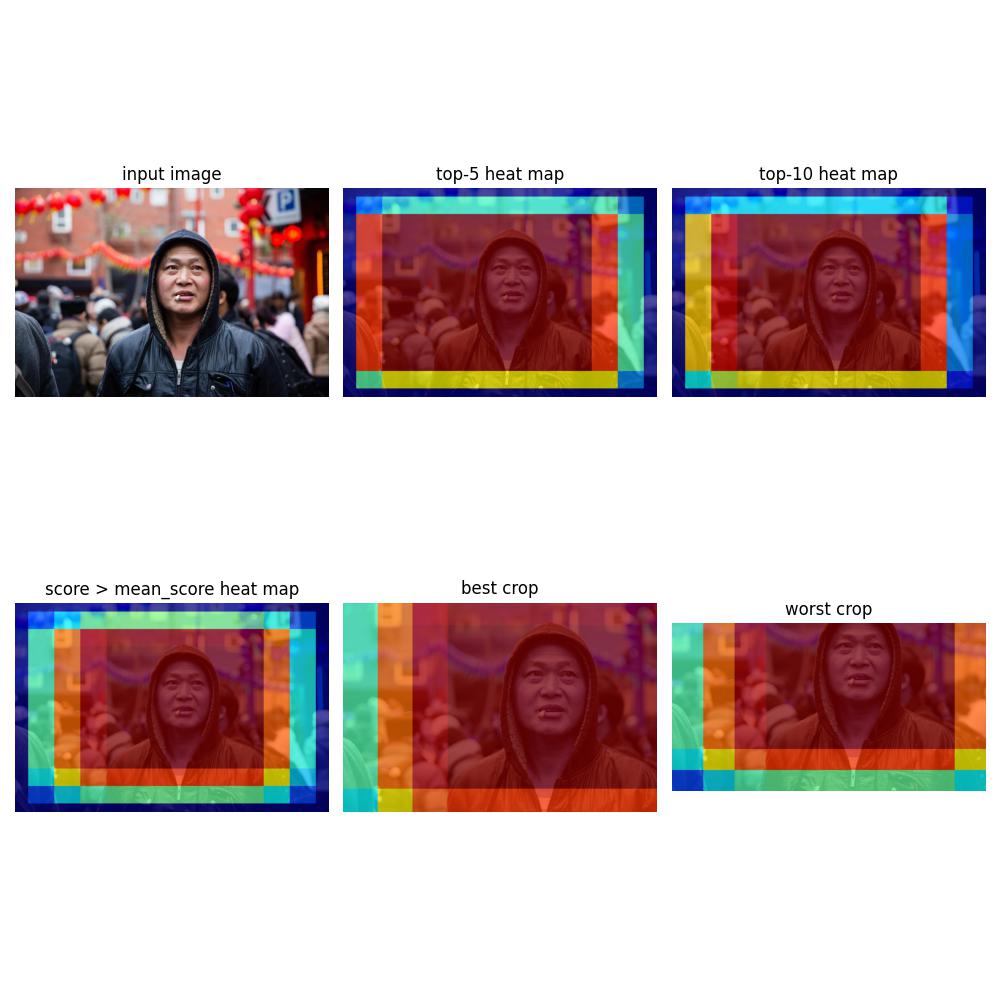 input image
top-5 heat map
top-10 heat map
P
score > mean_score heat map
best crop
worst crop